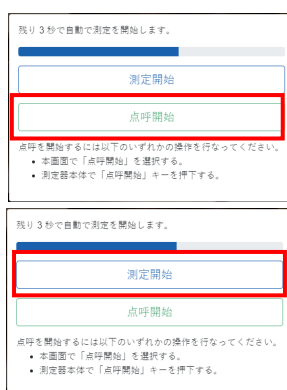 残り3秒で自動で測定を開始します。
測定開始
点呼開始
点呼を開始するには以下のいずれかの操作を行なってください。
• 本画面で「点呼開始」を選択する。
• 測定器本体で「点呼開始」キーを押下する。
残り3秒で自動で測定を開始します。
測定開始
点呼開始
点呼を開始するには以下のいずれかの操作を行なってください。
• 本画面で「点呼開始」を選択する。
• 測定器本体で「点呼開始」キーを押下する。